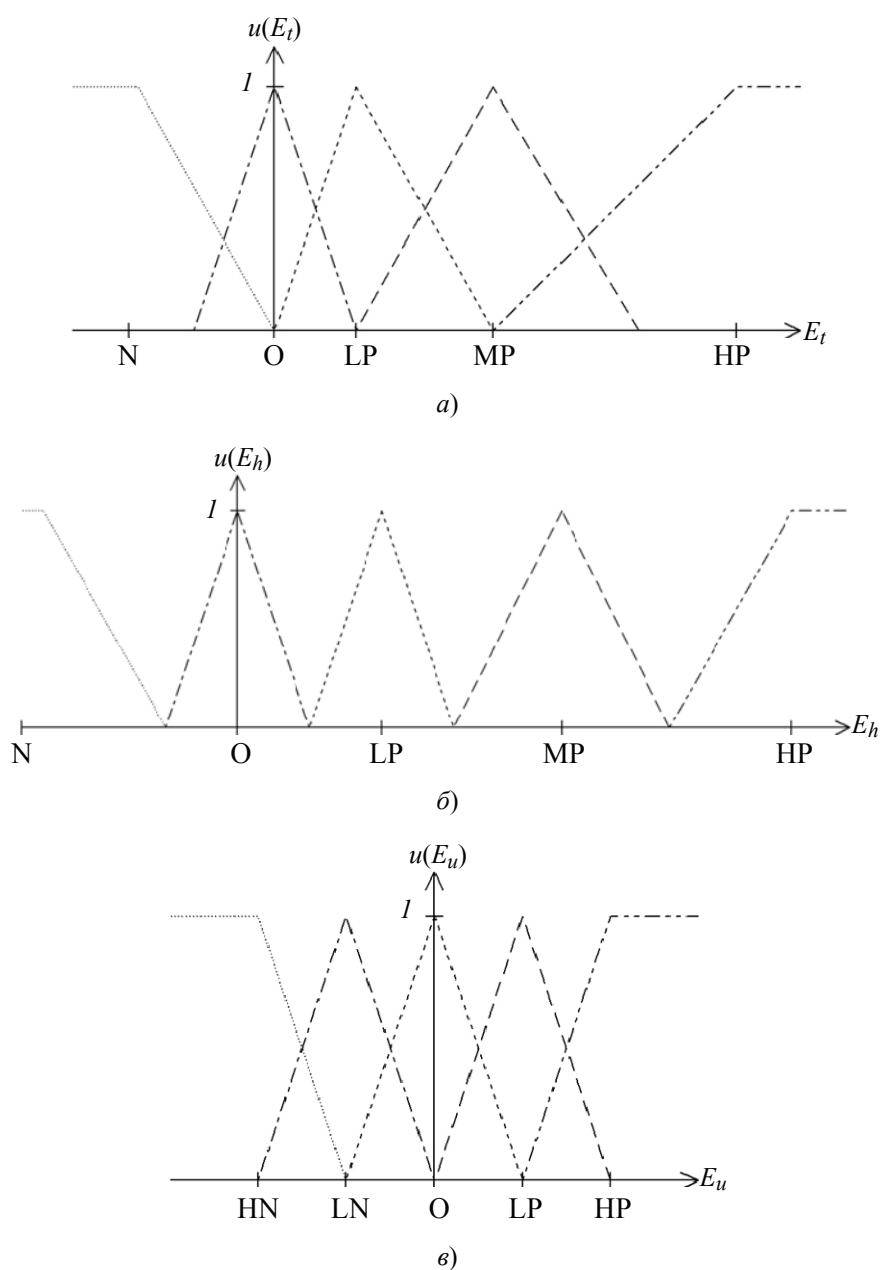 u(Eₜ)
1
N O LP MP HP Eₜ
а)
u(Eₕ)
1
N O LP MP HP Eₕ
б)
u(Eᵤ)
1
HN LN O LP HP Eᵤ
в)